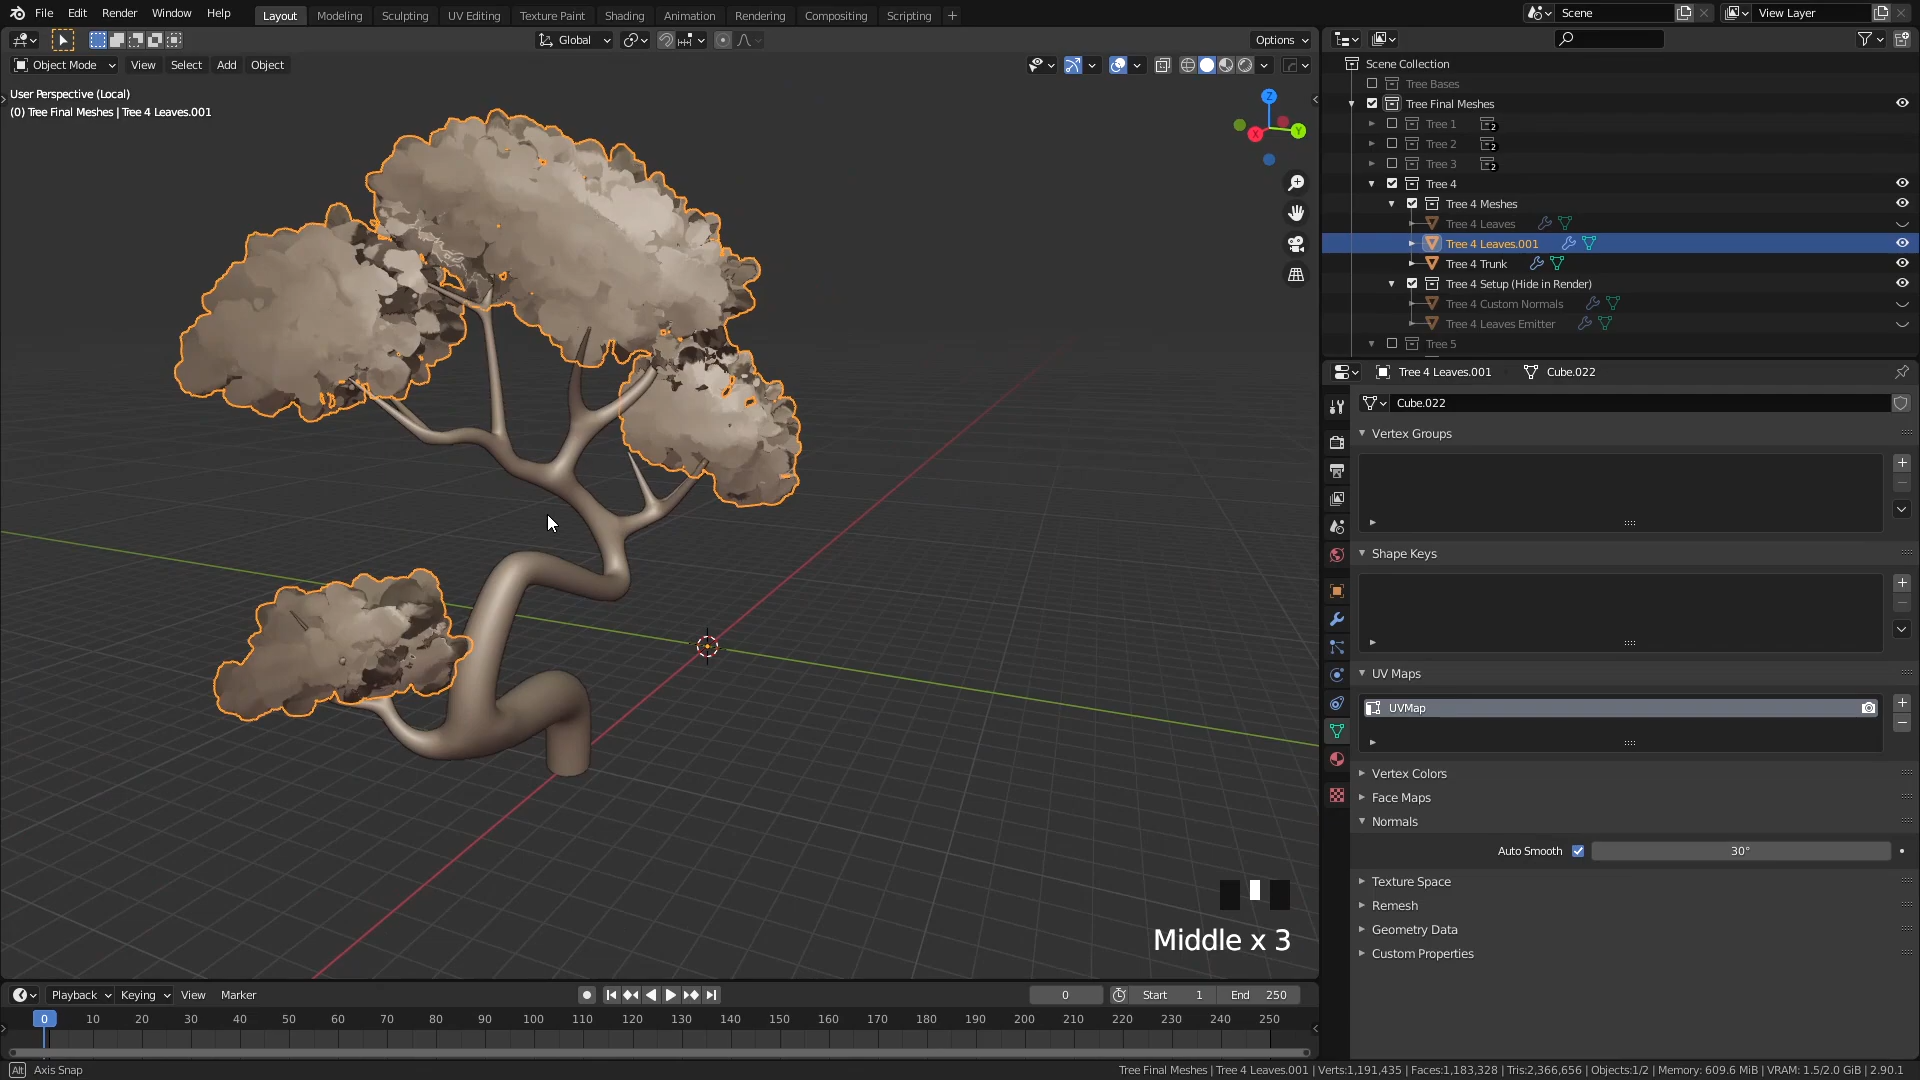 File Edit Render Window Help
Layout Modeling Sculpting UV Editing Texture Paint Shading Animation Rendering Compositing Scripting +
Scene
View Layer
Global
Options
Object Mode View Select Add Object
User Perspective (Local)
(0) Tree Final Meshes | Tree 4 Leaves.001
Z
X
Y
Scene Collection
Tree Bases
Tree Final Meshes
Tree 1 2
Tree 2 2
Tree 3 2
Tree 4
Tree 4 Meshes
Tree 4 Leaves
Tree 4 Leaves.001
Tree 4 Trunk
Tree 4 Setup (Hide in Render)
Tree 4 Custom Normals
Tree 4 Leaves Emitter
Tree 5
Tree 4 Leaves.001 Cube.022
Cube.022
Vertex Groups
Shape Keys
UV Maps
UVMap
Vertex Colors
Face Maps
Normals
Auto Smooth 30°
Texture Space
Remesh
Geometry Data
Custom Properties
Middle x 3
Playback Keying View Marker
0 Start 1 End 250
0 10 20 30 40 50 60 70 80 90 100 110 120 130 140 150 160 170 180 190 200 210 220 230 240 250
Alt Axis Snap
Tree Final Meshes | Tree 4 Leaves.001 | Verts:1,191,435 | Faces:1,183,328 | Tris:2,366,656 | Objects:1/2 | Memory: 609.6 MiB | VRAM: 1.5/2.0 GiB | 2.90.1